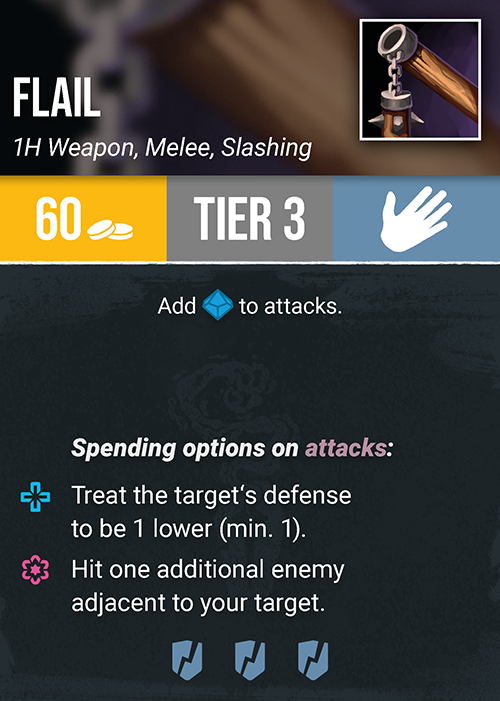 FLAIL
1H Weapon, Melee, Slashing
60
TIER 3
Add to attacks.
Spending options on attacks:
Treat the target‘s defense
to be 1 lower (min. 1).
Hit one additional enemy
adjacent to your target.